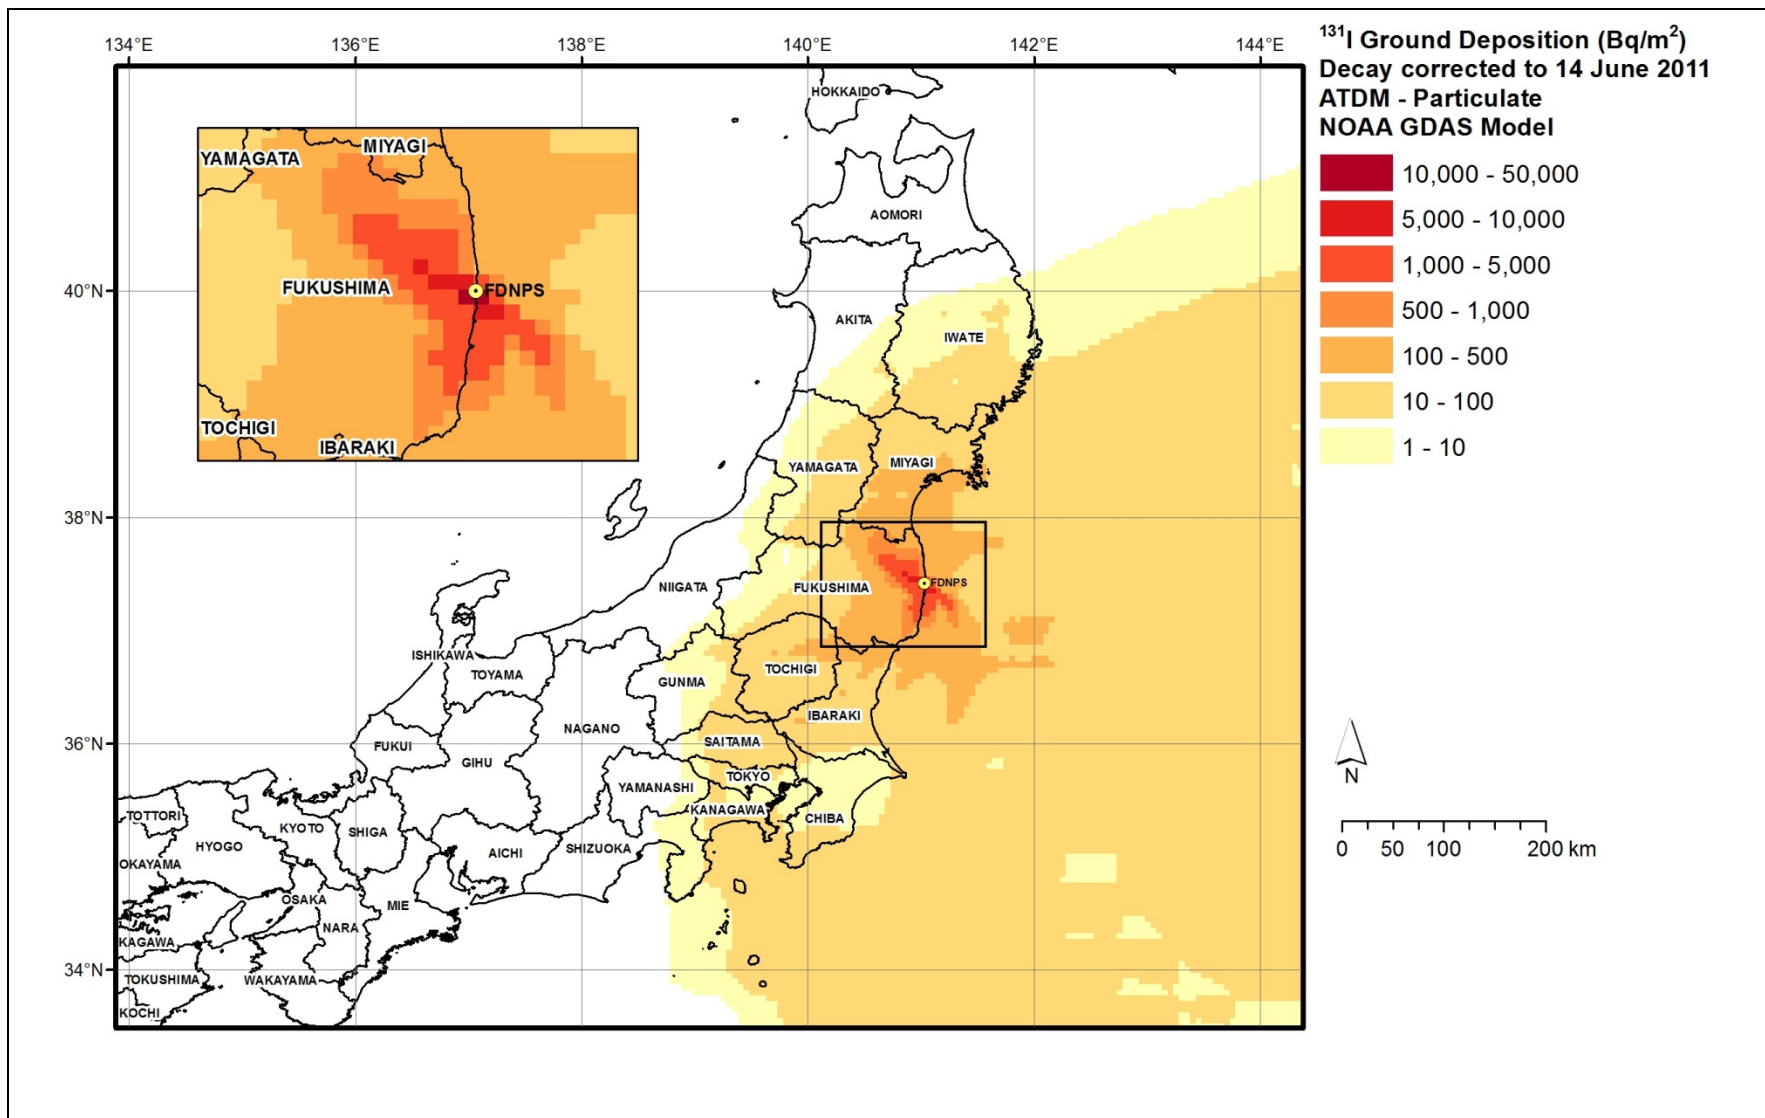 134°E 136°E 138°E 140°E 142°E 144°E
¹³¹I Ground Deposition (Bq/m²)
Decay corrected to 14 June 2011
ATDM - Particulate
NOAA GDAS Model
10,000 - 50,000
5,000 - 10,000
1,000 - 5,000
500 - 1,000
100 - 500
10 - 100
1 - 10
YAMAGATA
MIYAGI
FUKUSHIMA
FDNPS
TOCHIGI
IBARAKI
40°N
38°N
36°N
34°N
HOKKAIDO
AOMORI
AKITA
IWATE
YAMAGATA
MIYAGI
NIIGATA
FUKUSHIMA
FDNPS
ISHIKAWA
TOYAMA
GUNMA
TOCHIGI
NAGANO
IBARAKI
FUKUI
GIHU
SAITAMA
TOKYO
YAMANASHI
KANAGAWA
CHIBA
TOTTORI
HYOGO
KYOTO
SHIGA
AICHI
SHIZUOKA
OKAYAMA
OSAKA
MIE
NARA
KAGAWA
TOKUSHIMA
WAKAYAMA
KOCHI
N
0 50 100 200 km